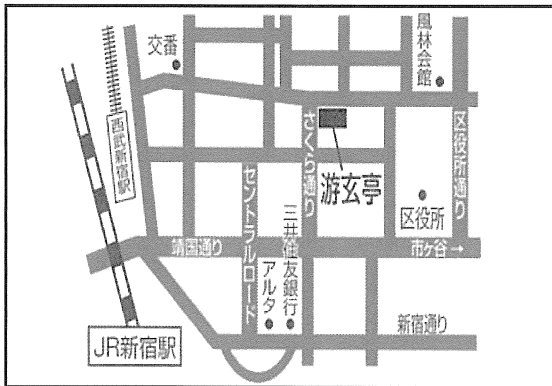 交番
風林会館
西武新宿駅
さくら通り
游玄亭
区役所通り
区役所
セントラルロード
三井住友銀行
アルタ
靖国通り
市ヶ谷→
新宿通り
JR新宿駅